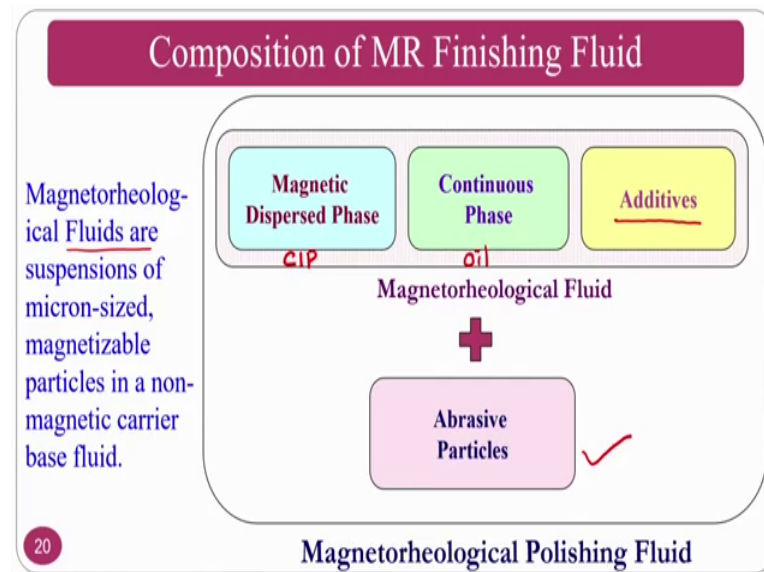 Composition of MR Finishing Fluid
Magnetorheolog-
ical Fluids are
suspensions of
micron-sized,
magnetizable
particles in a non-
magnetic carrier
base fluid.
Magnetic
Dispersed Phase
CIP
Continuous
Phase
oil
Additives
Magnetorheological Fluid
Abrasive
Particles
20
Magnetorheological Polishing Fluid